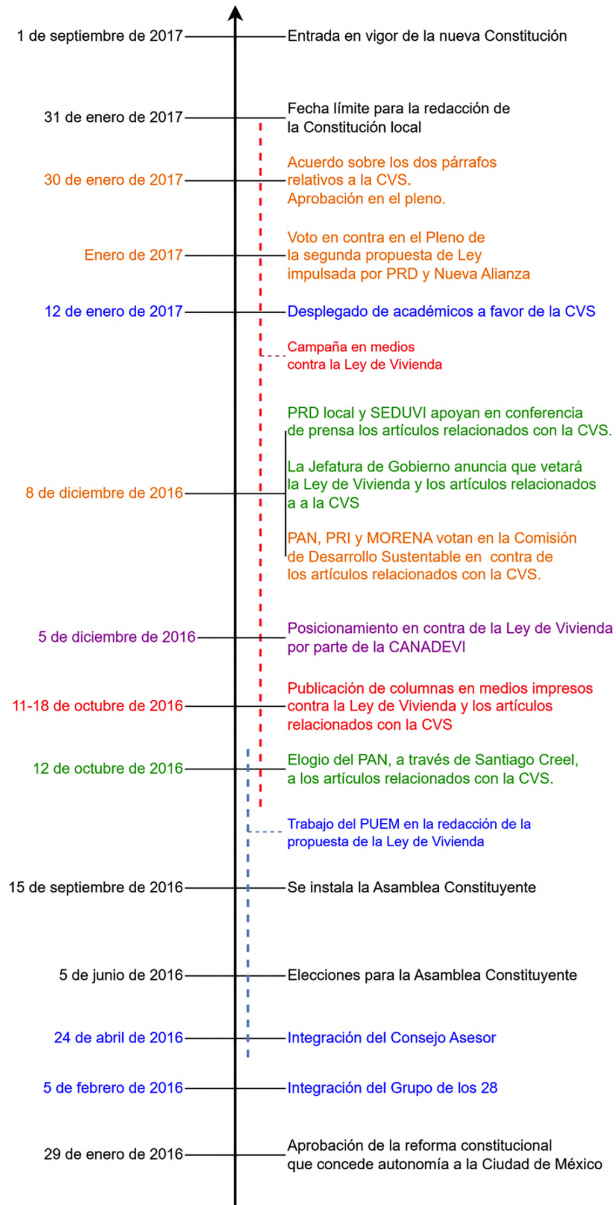 1 de septiembre de 2017
Entrada en vigor de la nueva Constitución
31 de enero de 2017
Fecha límite para la redacción de
la Constitución local
30 de enero de 2017
Acuerdo sobre los dos párrafos
relativos a la CVS.
Aprobación en el pleno.
Enero de 2017
Voto en contra en el Pleno de
la segunda propuesta de Ley
impulsada por PRD y Nueva Alianza
12 de enero de 2017
Desplegado de académicos a favor de la CVS
Campaña en medios
contra la Ley de Vivienda
8 de diciembre de 2016
PRD local y SEDUVI apoyan en conferencia
de prensa los artículos relacionados con la CVS.
La Jefatura de Gobierno anuncia que vetará
la Ley de Vivienda y los artículos relacionados
a a la CVS
PAN, PRI y MORENA votan en la Comisión
de Desarrollo Sustentable en contra de
los artículos relacionados con la CVS.
5 de diciembre de 2016
Posicionamiento en contra de la Ley de Vivienda
por parte de la CANADEVI
11-18 de octubre de 2016
Publicación de columnas en medios impresos
contra la Ley de Vivienda y los artículos
relacionados con la CVS
12 de octubre de 2016
Elogio del PAN, a través de Santiago Creel,
a los artículos relacionados con la CVS.
Trabajo del PUEM en la redacción de la
propuesta de la Ley de Vivienda
15 de septiembre de 2016
Se instala la Asamblea Constituyente
5 de junio de 2016
Elecciones para la Asamblea Constituyente
24 de abril de 2016
Integración del Consejo Asesor
5 de febrero de 2016
Integración del Grupo de los 28
29 de enero de 2016
Aprobación de la reforma constitucional
que concede autonomía a la Ciudad de México